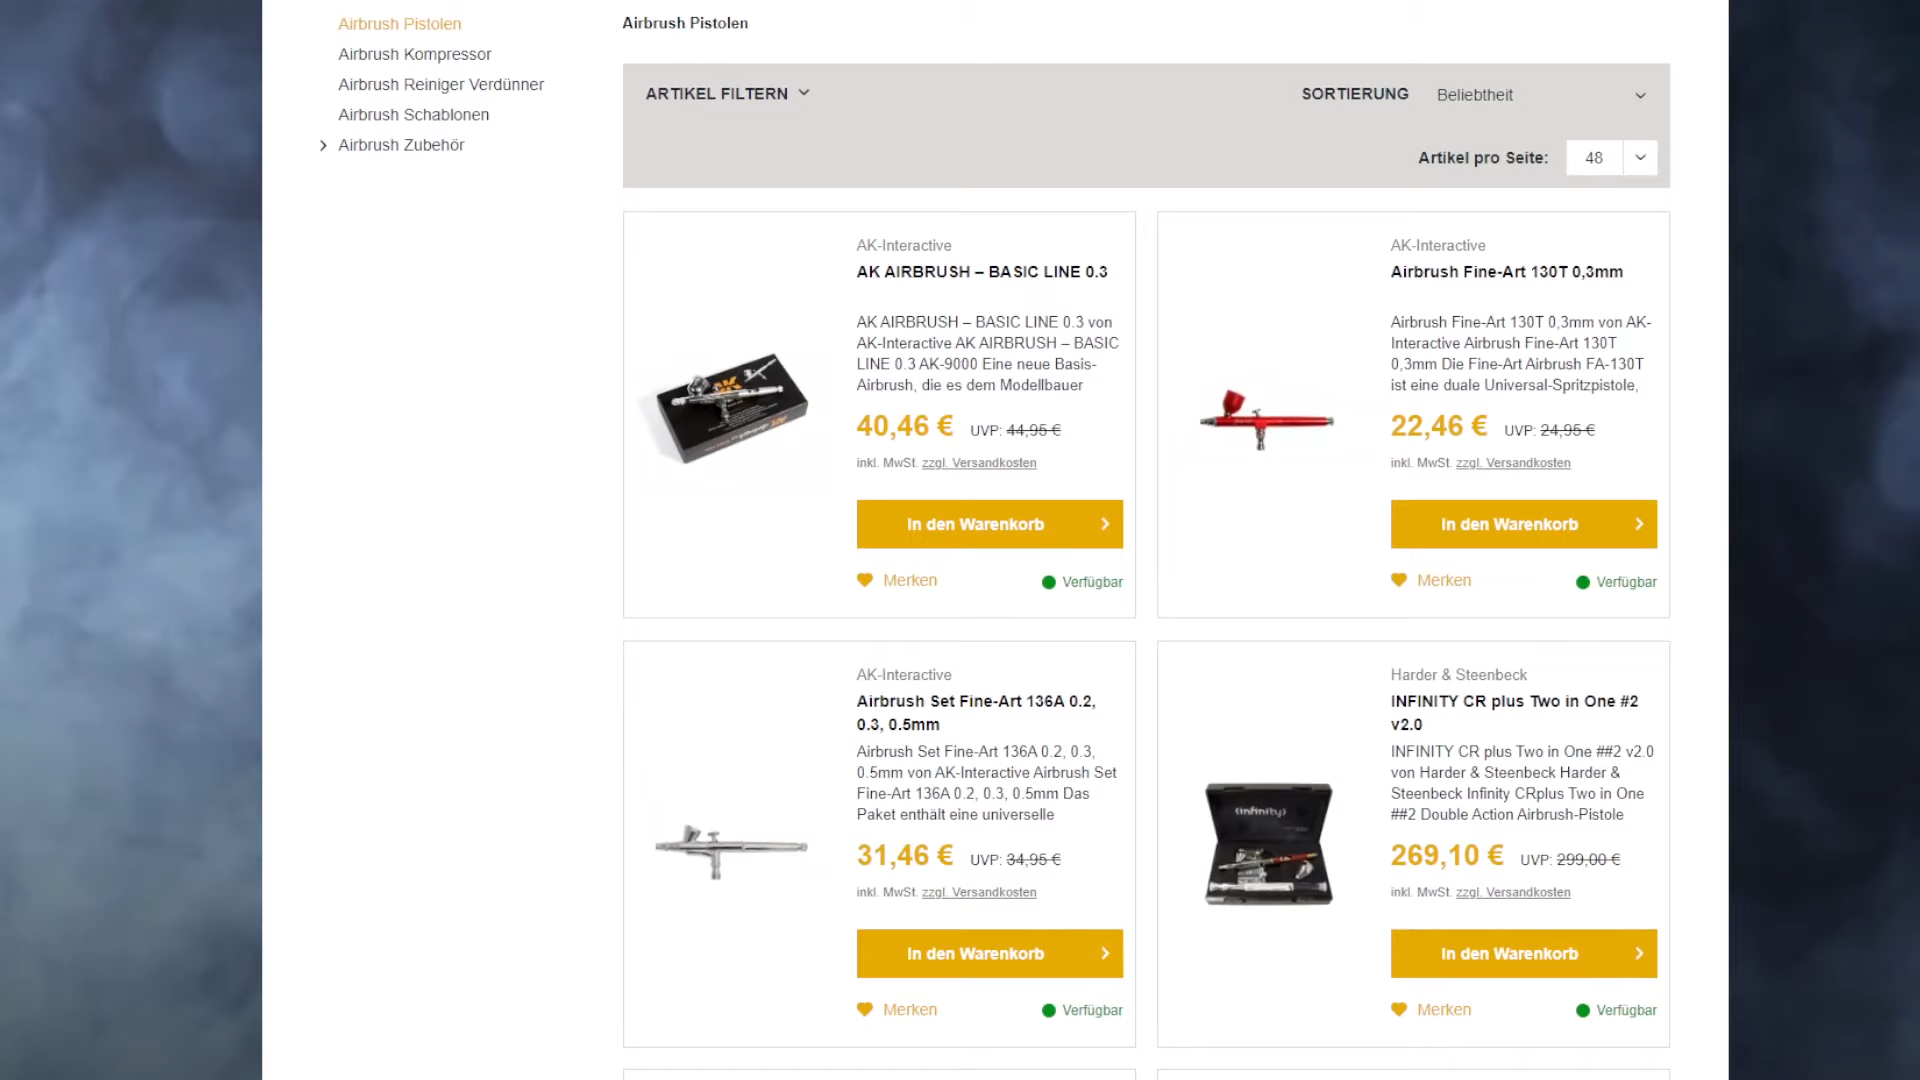 Airbrush Pistolen
Airbrush Kompressor
Airbrush Reiniger Verdünner
Airbrush Schablonen
Airbrush Zubehör
Airbrush Pistolen
ARTIKEL FILTERN
SORTIERUNG Beliebtheit
Artikel pro Seite: 48
AK-Interactive
AK AIRBRUSH – BASIC LINE 0.3
AK AIRBRUSH – BASIC LINE 0.3 von
AK-Interactive AK AIRBRUSH – BASIC
LINE 0.3 AK-9000 Eine neue Basis-
Airbrush, die es dem Modellbauer
40,46 € UVP: 44,95 €
inkl. MwSt. zzgl. Versandkosten
In den Warenkorb
Merken
Verfügbar
AK-Interactive
Airbrush Fine-Art 130T 0,3mm
Airbrush Fine-Art 130T 0,3mm von AK-
Interactive Airbrush Fine-Art 130T
0,3mm Die Fine-Art Airbrush FA-130T
ist eine duale Universal-Spritzpistole,
22,46 € UVP: 24,95 €
inkl. MwSt. zzgl. Versandkosten
In den Warenkorb
Merken
Verfügbar
AK-Interactive
Airbrush Set Fine-Art 136A 0.2,
0.3, 0.5mm
Airbrush Set Fine-Art 136A 0.2, 0.3,
0.5mm von AK-Interactive Airbrush Set
Fine-Art 136A 0.2, 0.3, 0.5mm Das
Paket enthält eine universelle
31,46 € UVP: 34,95 €
inkl. MwSt. zzgl. Versandkosten
In den Warenkorb
Merken
Verfügbar
Harder & Steenbeck
INFINITY CR plus Two in One #2
v2.0
INFINITY CR plus Two in One ##2 v2.0
von Harder & Steenbeck Harder &
Steenbeck Infinity CRplus Two in One
##2 Double Action Airbrush-Pistole
(infinity)
269,10 € UVP: 299,00 €
inkl. MwSt. zzgl. Versandkosten
In den Warenkorb
Merken
Verfügbar